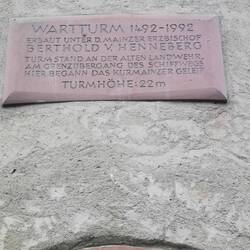 WARTTURM 1492-1992
ERBAUT UNTER D. MAINZER ERZBISCHOF
BERTHOLD V. HENNEBERG
TURM STAND AN DER ALTEN LANDWEHR,
AM GRENZÜBERGANG DES SCHIFFWEGS
HIER BEGANN DAS KURMAINZER GELEIT
TURMHÖHE: 22m